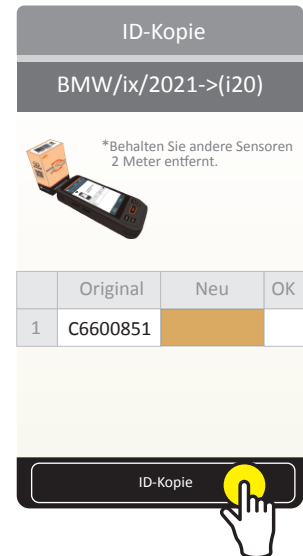 ID-Kopie
BMW/ix/2021->(i20)
*Behalten Sie andere Sensoren
2 Meter entfernt.
Original Neu OK
1 C6600851
ID-Kopie